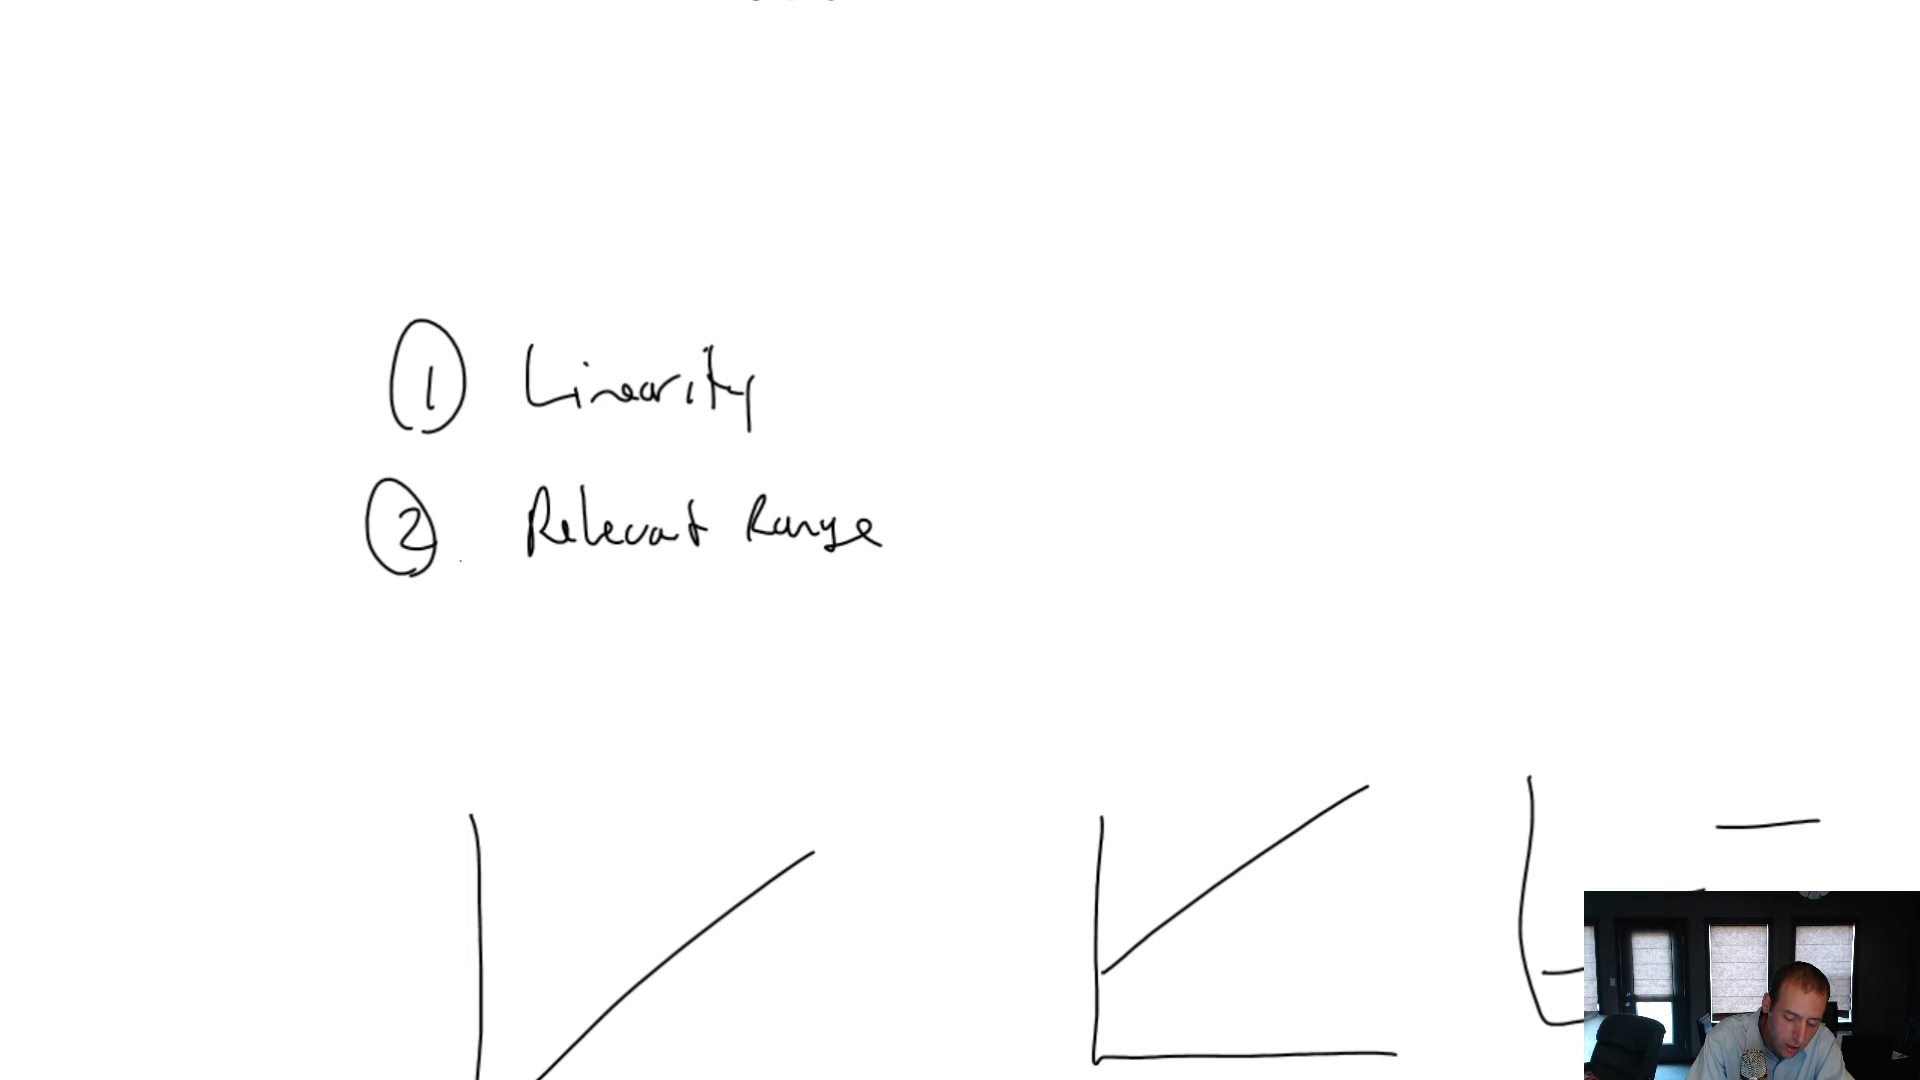 ① Linearity
② Relevant Range